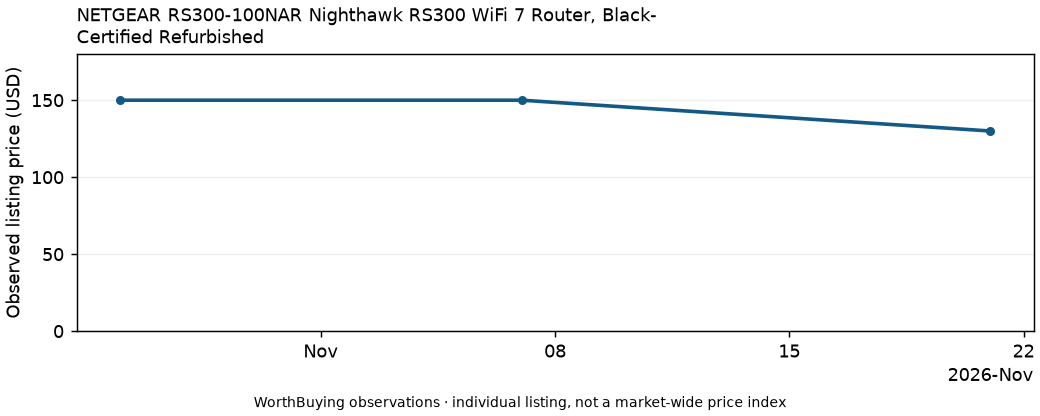 NETGEAR RS300-100NAR Nighthawk RS300 WiFi 7 Router, Black-
Certified Refurbished
Observed listing price (USD)
150
100
50
0
Nov
08
15
22
2026-Nov
WorthBuying observations · individual listing, not a market-wide price index